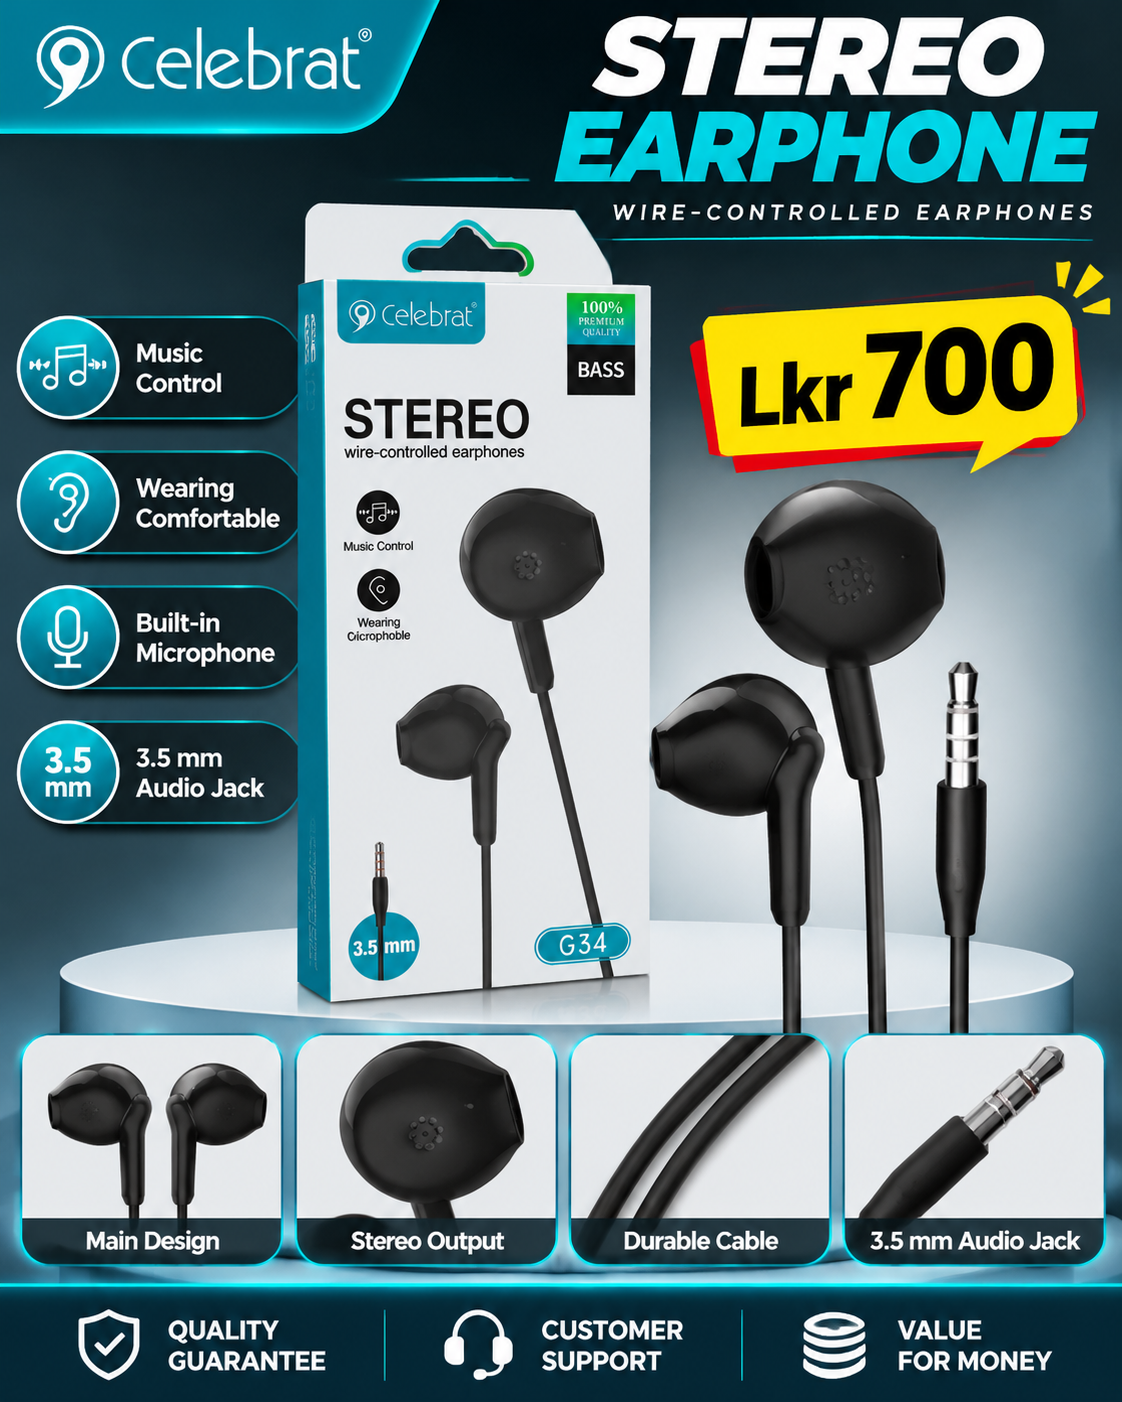 Celebrat®
STEREO
EARPHONE
WIRE-CONTROLLED EARPHONES
Lkr 700
Music
Control
Wearing
Comfortable
Built-in
Microphone
3.5
mm
3.5 mm
Audio Jack
Celebrat®
100%
PREMIUM
QUALITY
BASS
STEREO
wire-controlled earphones
Music Control
Wearing
Cicrophoble
3.5 mm
G34
Main Design
Stereo Output
Durable Cable
3.5 mm Audio Jack
QUALITY
GUARANTEE
CUSTOMER
SUPPORT
VALUE
FOR MONEY